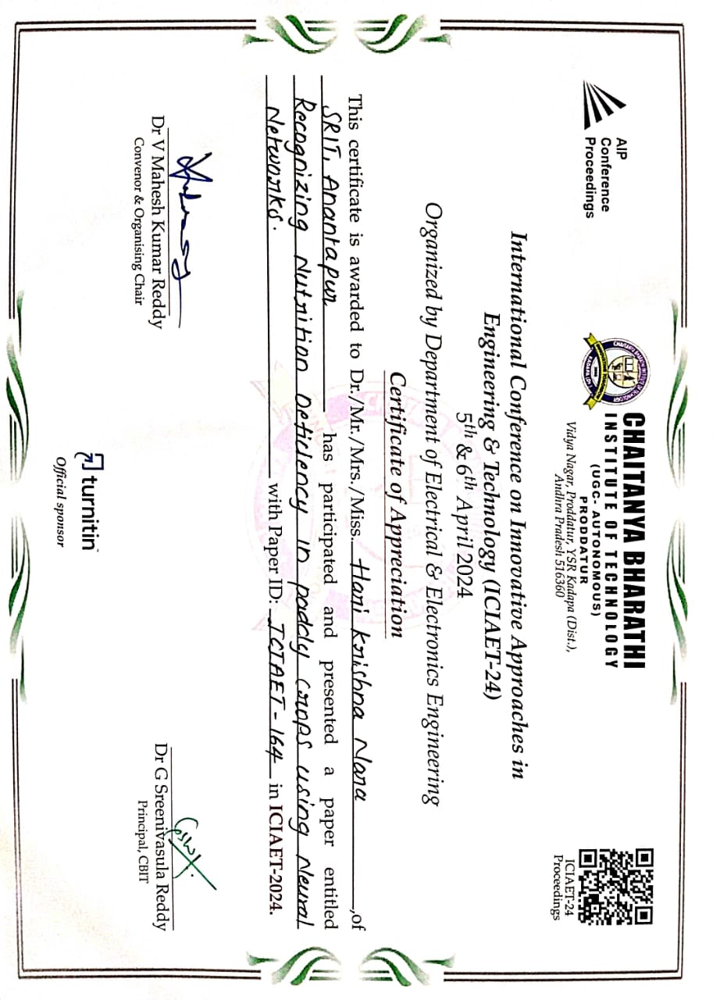 AIP
Conference
Proceedings
CHAITANYA BHARATHI
INSTITUTE OF TECHNOLOGY
(UGC- AUTONOMOUS)
PRODDATUR
Vidya Nagar, Proddatur, YSR Kadapa (Dist.),
Andhra Pradesh 516360
ICIAET-24
Proceedings
International Conference on Innovative Approaches in
Engineering & Technology (ICIAET-24)
5th & 6th April 2024
Organized by Department of Electrical & Electronics Engineering
Certificate of Appreciation
This certificate is awarded to Dr./Mr./Mrs./Miss. Hari Krishna Nana ,of
SRIT, Anantapur has participated and presented a paper entitled
Recognizing Nutrition Deficiency in paddy crops using Neural
Networks. with Paper ID: ICIAET-164 in ICIAET-2024.
Dr V Mahesh Kumar Reddy
Convenor & Organising Chair
Dr G Sreenivasula Reddy
Principal, CBIT
turnitin
Official sponsor